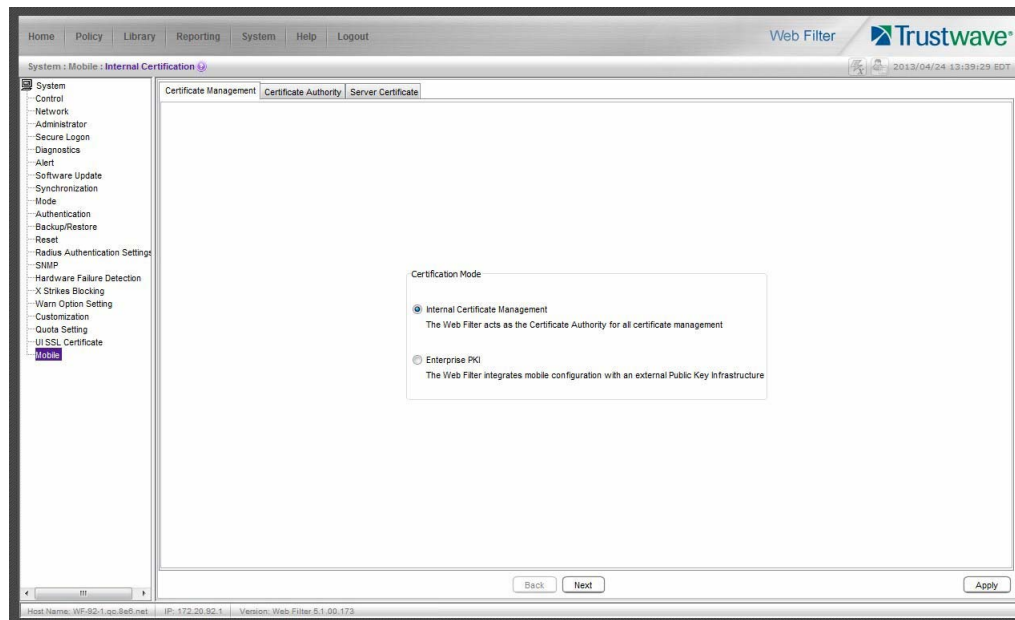 Home Policy Library Reporting System Help Logout
Web Filter Trustwave®
System : Mobile : Internal Certification
2013/04/24 13:39:29 EDT
System
Control
Network
Administrator
Secure Logon
Diagnostics
Alert
Software Update
Synchronization
Mode
Authentication
Backup/Restore
Reset
Radius Authentication Settings
SNMP
Hardware Failure Detection
X Strikes Blocking
Warn Option Setting
Customization
Quota Setting
UI SSL Certificate
Mobile
Certificate Management Certificate Authority Server Certificate
Certification Mode
Internal Certificate Management
The Web Filter acts as the Certificate Authority for all certificate management
Enterprise PKI
The Web Filter integrates mobile configuration with an external Public Key Infrastructure
Back Next Apply
Host Name: WF-92-1.qc.8e6.net IP: 172.20.92.1 Version: Web Filter 5.1.00.173